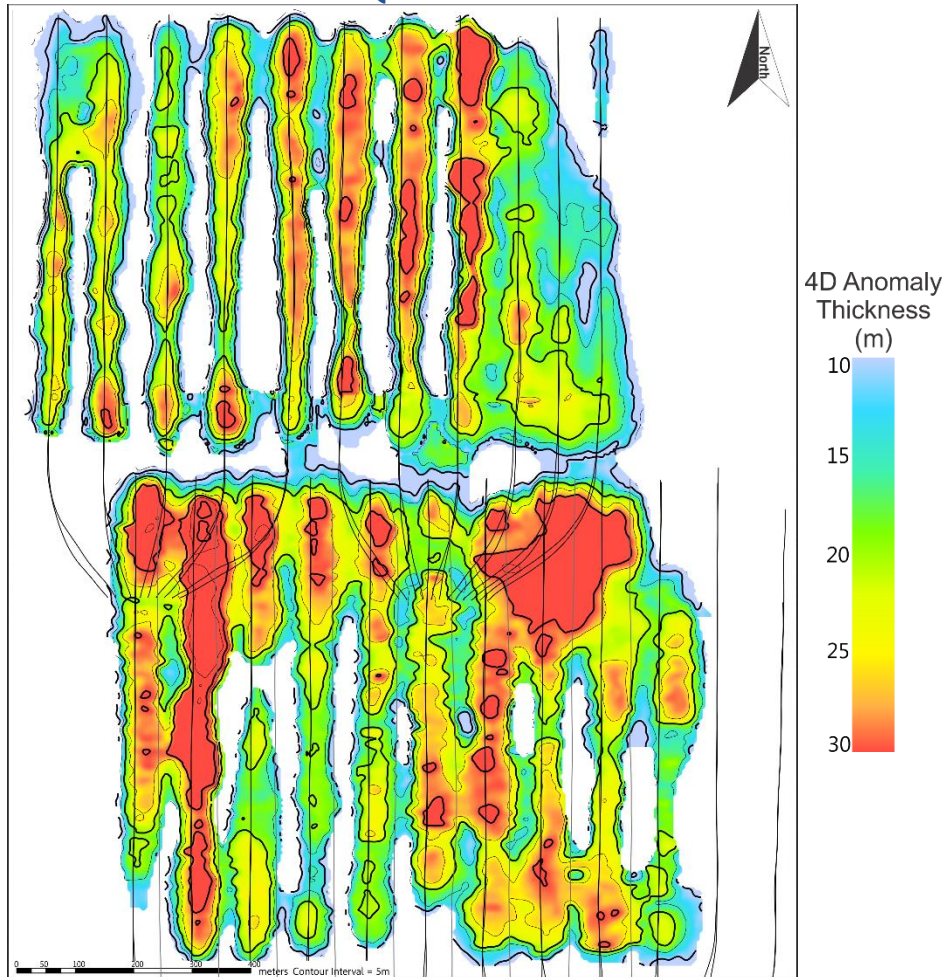 North
4D Anomaly
Thickness
(m)
10
15
20
25
30
0 50 100 200 300 400
meters Contour Interval = 5m